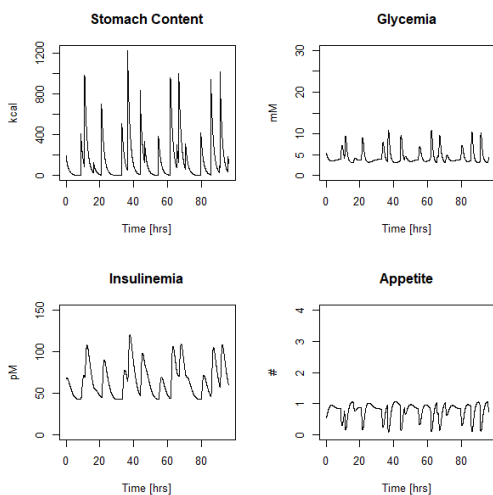 Stomach Content
kcal
0 400 800 1200
0 20 40 60 80
Time [hrs]
Glycemia
mM
0 5 10 20 30
0 20 40 60 80
Time [hrs]
Insulinemia
pM
0 50 100 150
0 20 40 60 80
Time [hrs]
Appetite
#
0 1 2 3 4
0 20 40 60 80
Time [hrs]